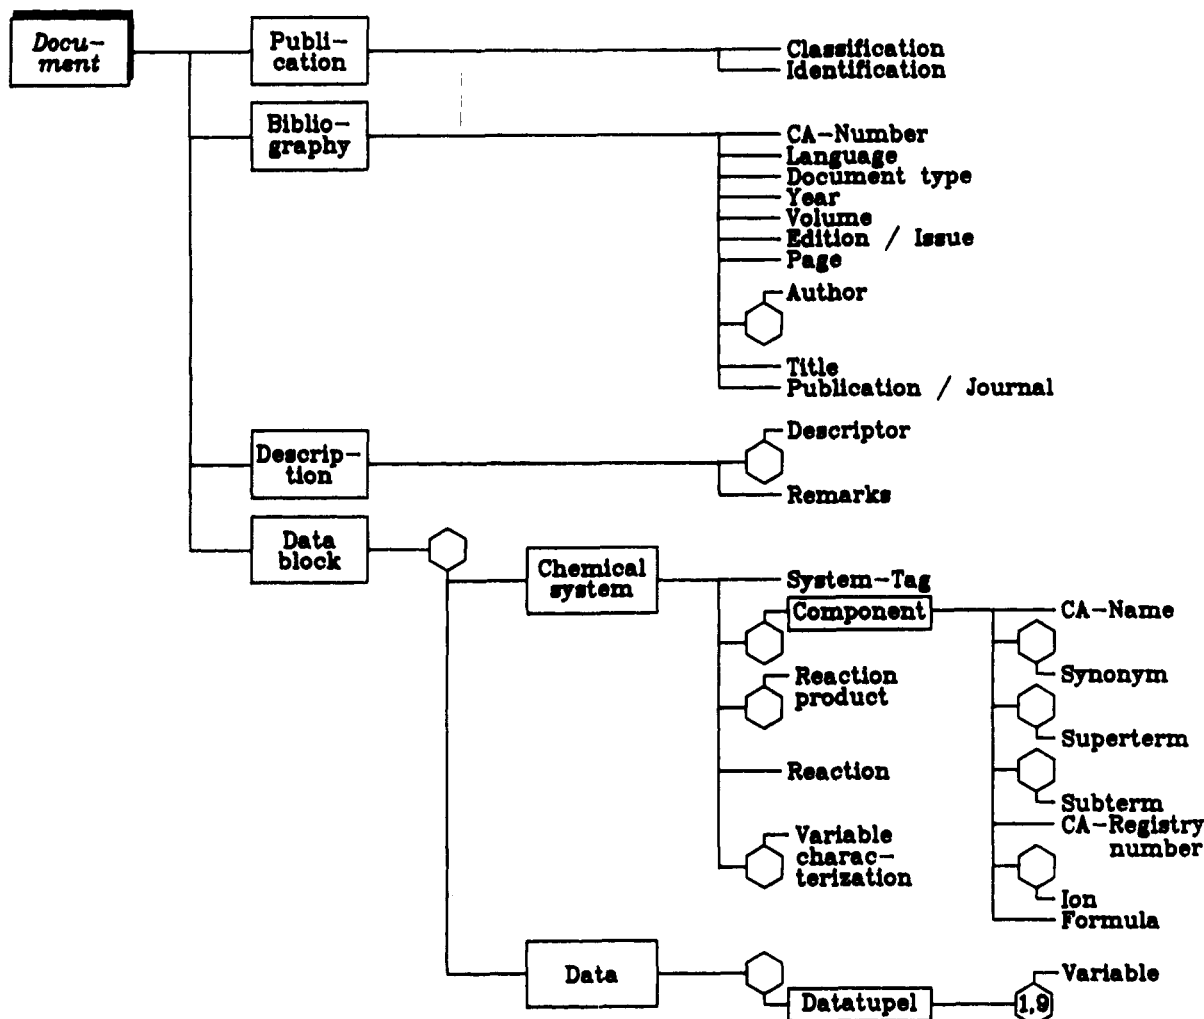 Docu-
ment
Publi-
cation
Classification
Identification
Biblio-
graphy
CA-Number
Language
Document type
Year
Volume
Edition / Issue
Page
Author
Title
Publication / Journal
Descrip-
tion
Descriptor
Remarks
Data
block
Chemical
system
System-Tag
Component
CA-Name
Synonym
Superterm
Subterm
CA-Registry
number
Ion
Formula
Reaction
product
Reaction
Variable
charac-
terization
Data
Datatupel
1,9
Variable